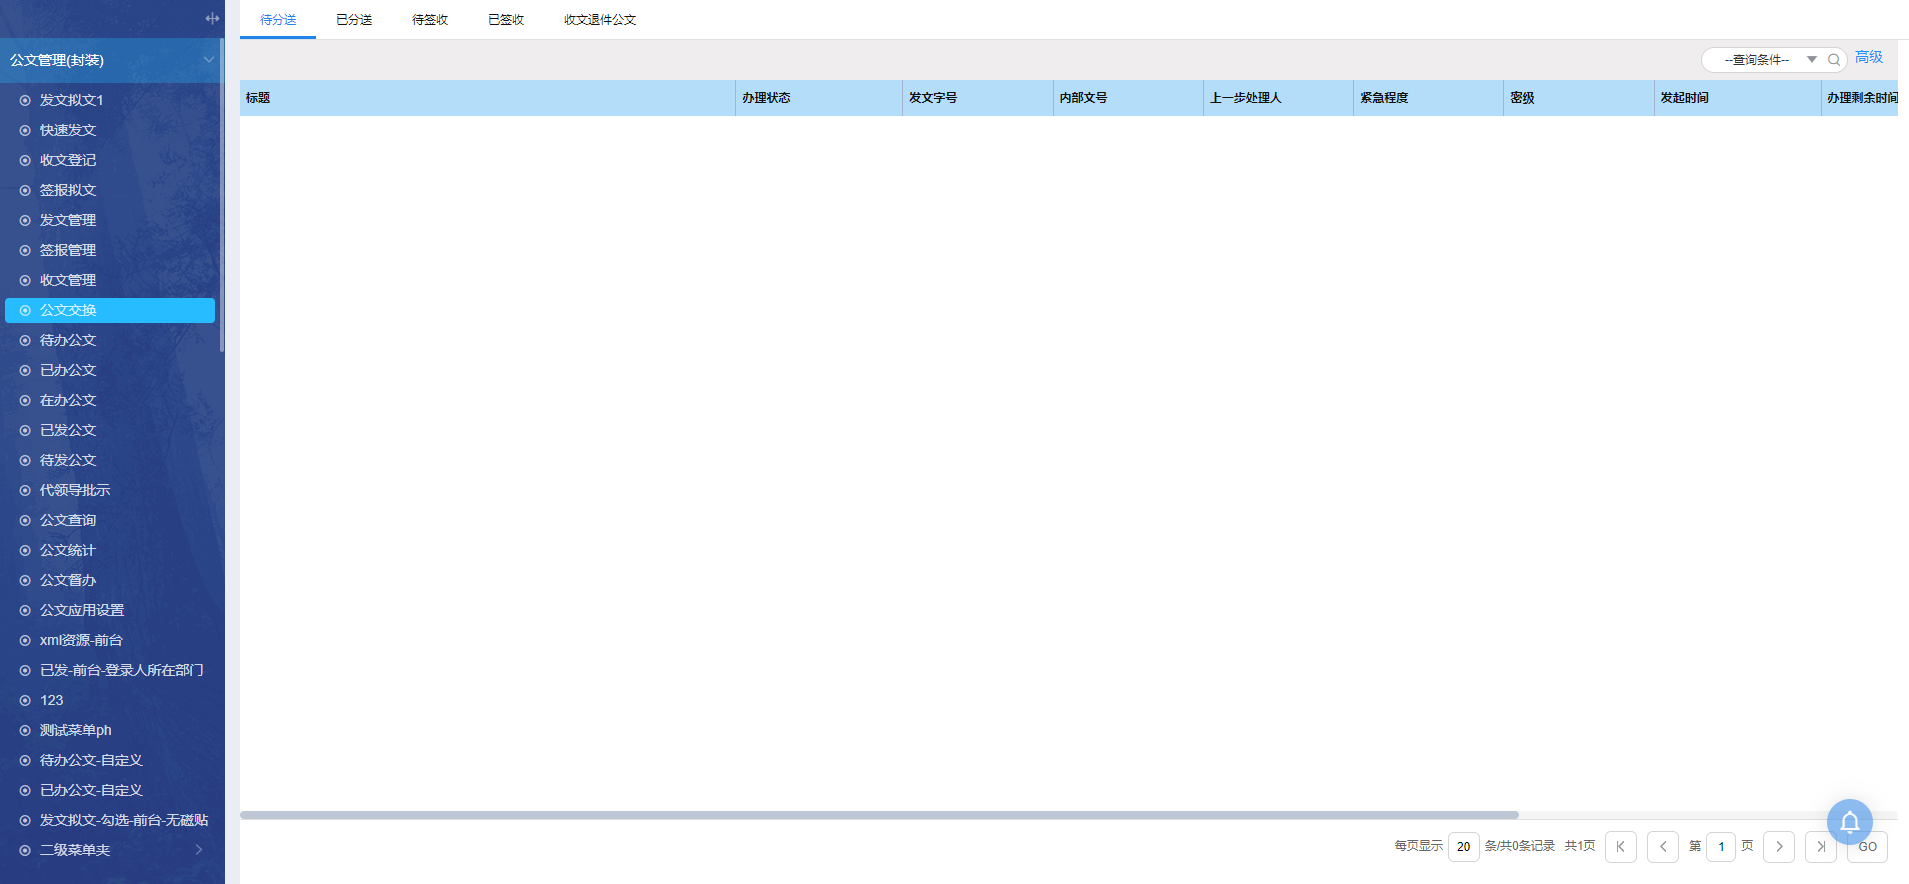 公文管理(封装)
发文拟文1
快速发文
收文登记
签报拟文
发文管理
签报管理
收文管理
公文交换
待办公文
已办公文
在办公文
已发公文
待发公文
代领导批示
公文查询
公文统计
公文督办
公文应用设置
xml资源-前台
已发-前台-登录人所在部门
123
测试菜单ph
待办公文-自定义
已办公文-自定义
发文拟文-勾选-前台-无磁贴
二级菜单夹
待分送 已分送 待签收 已签收 收文退件公文
--查询条件-- 高级
标题 办理状态 发文字号 内部文号 上一步处理人 紧急程度 密级 发起时间 办理剩余时间
每页显示 20 条/共0条记录 共1页 第 1 页 GO